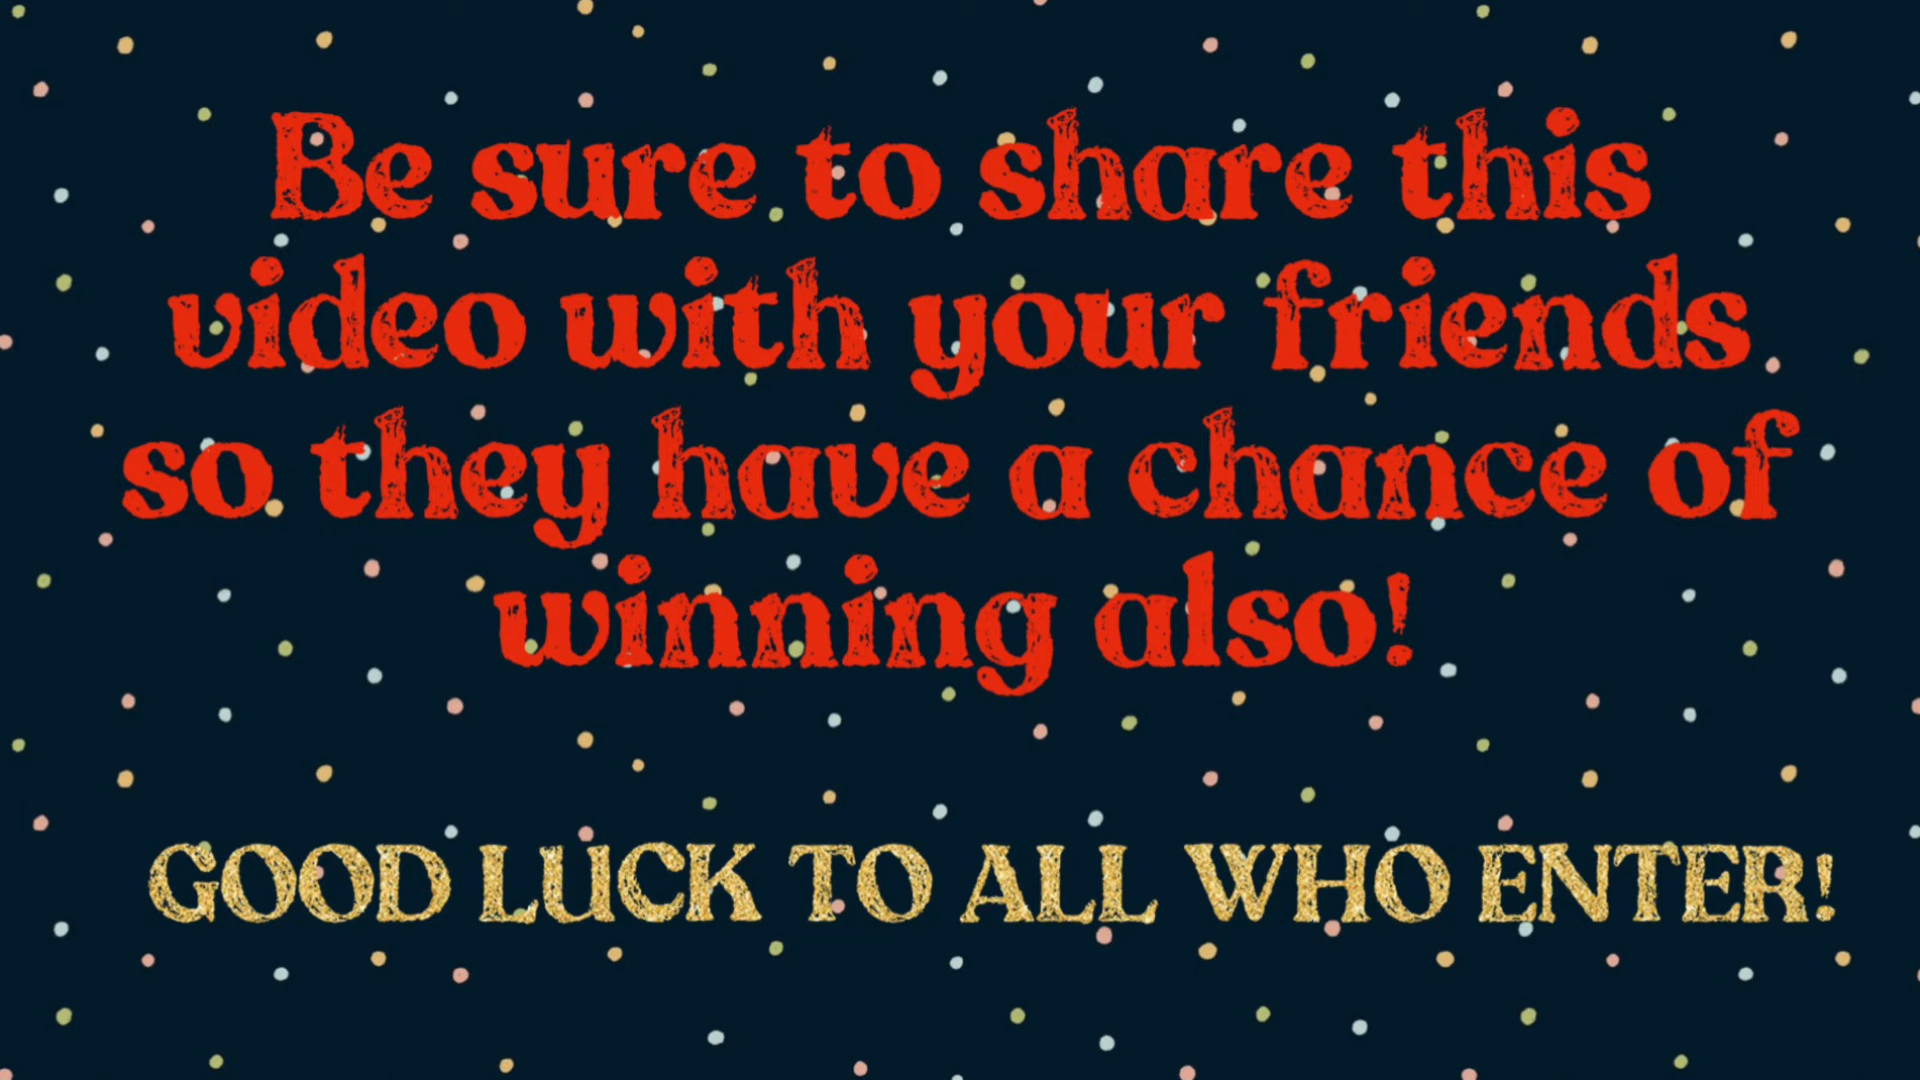 Be sure to share this
video with your friends
so they have a chance of
winning also!
GOOD LUCK TO ALL WHO ENTER!